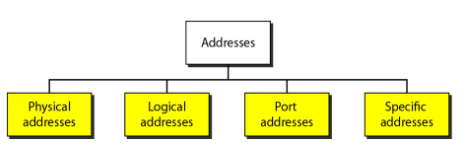 Addresses
Physical
addresses
Logical
addresses
Port
addresses
Specific
addresses